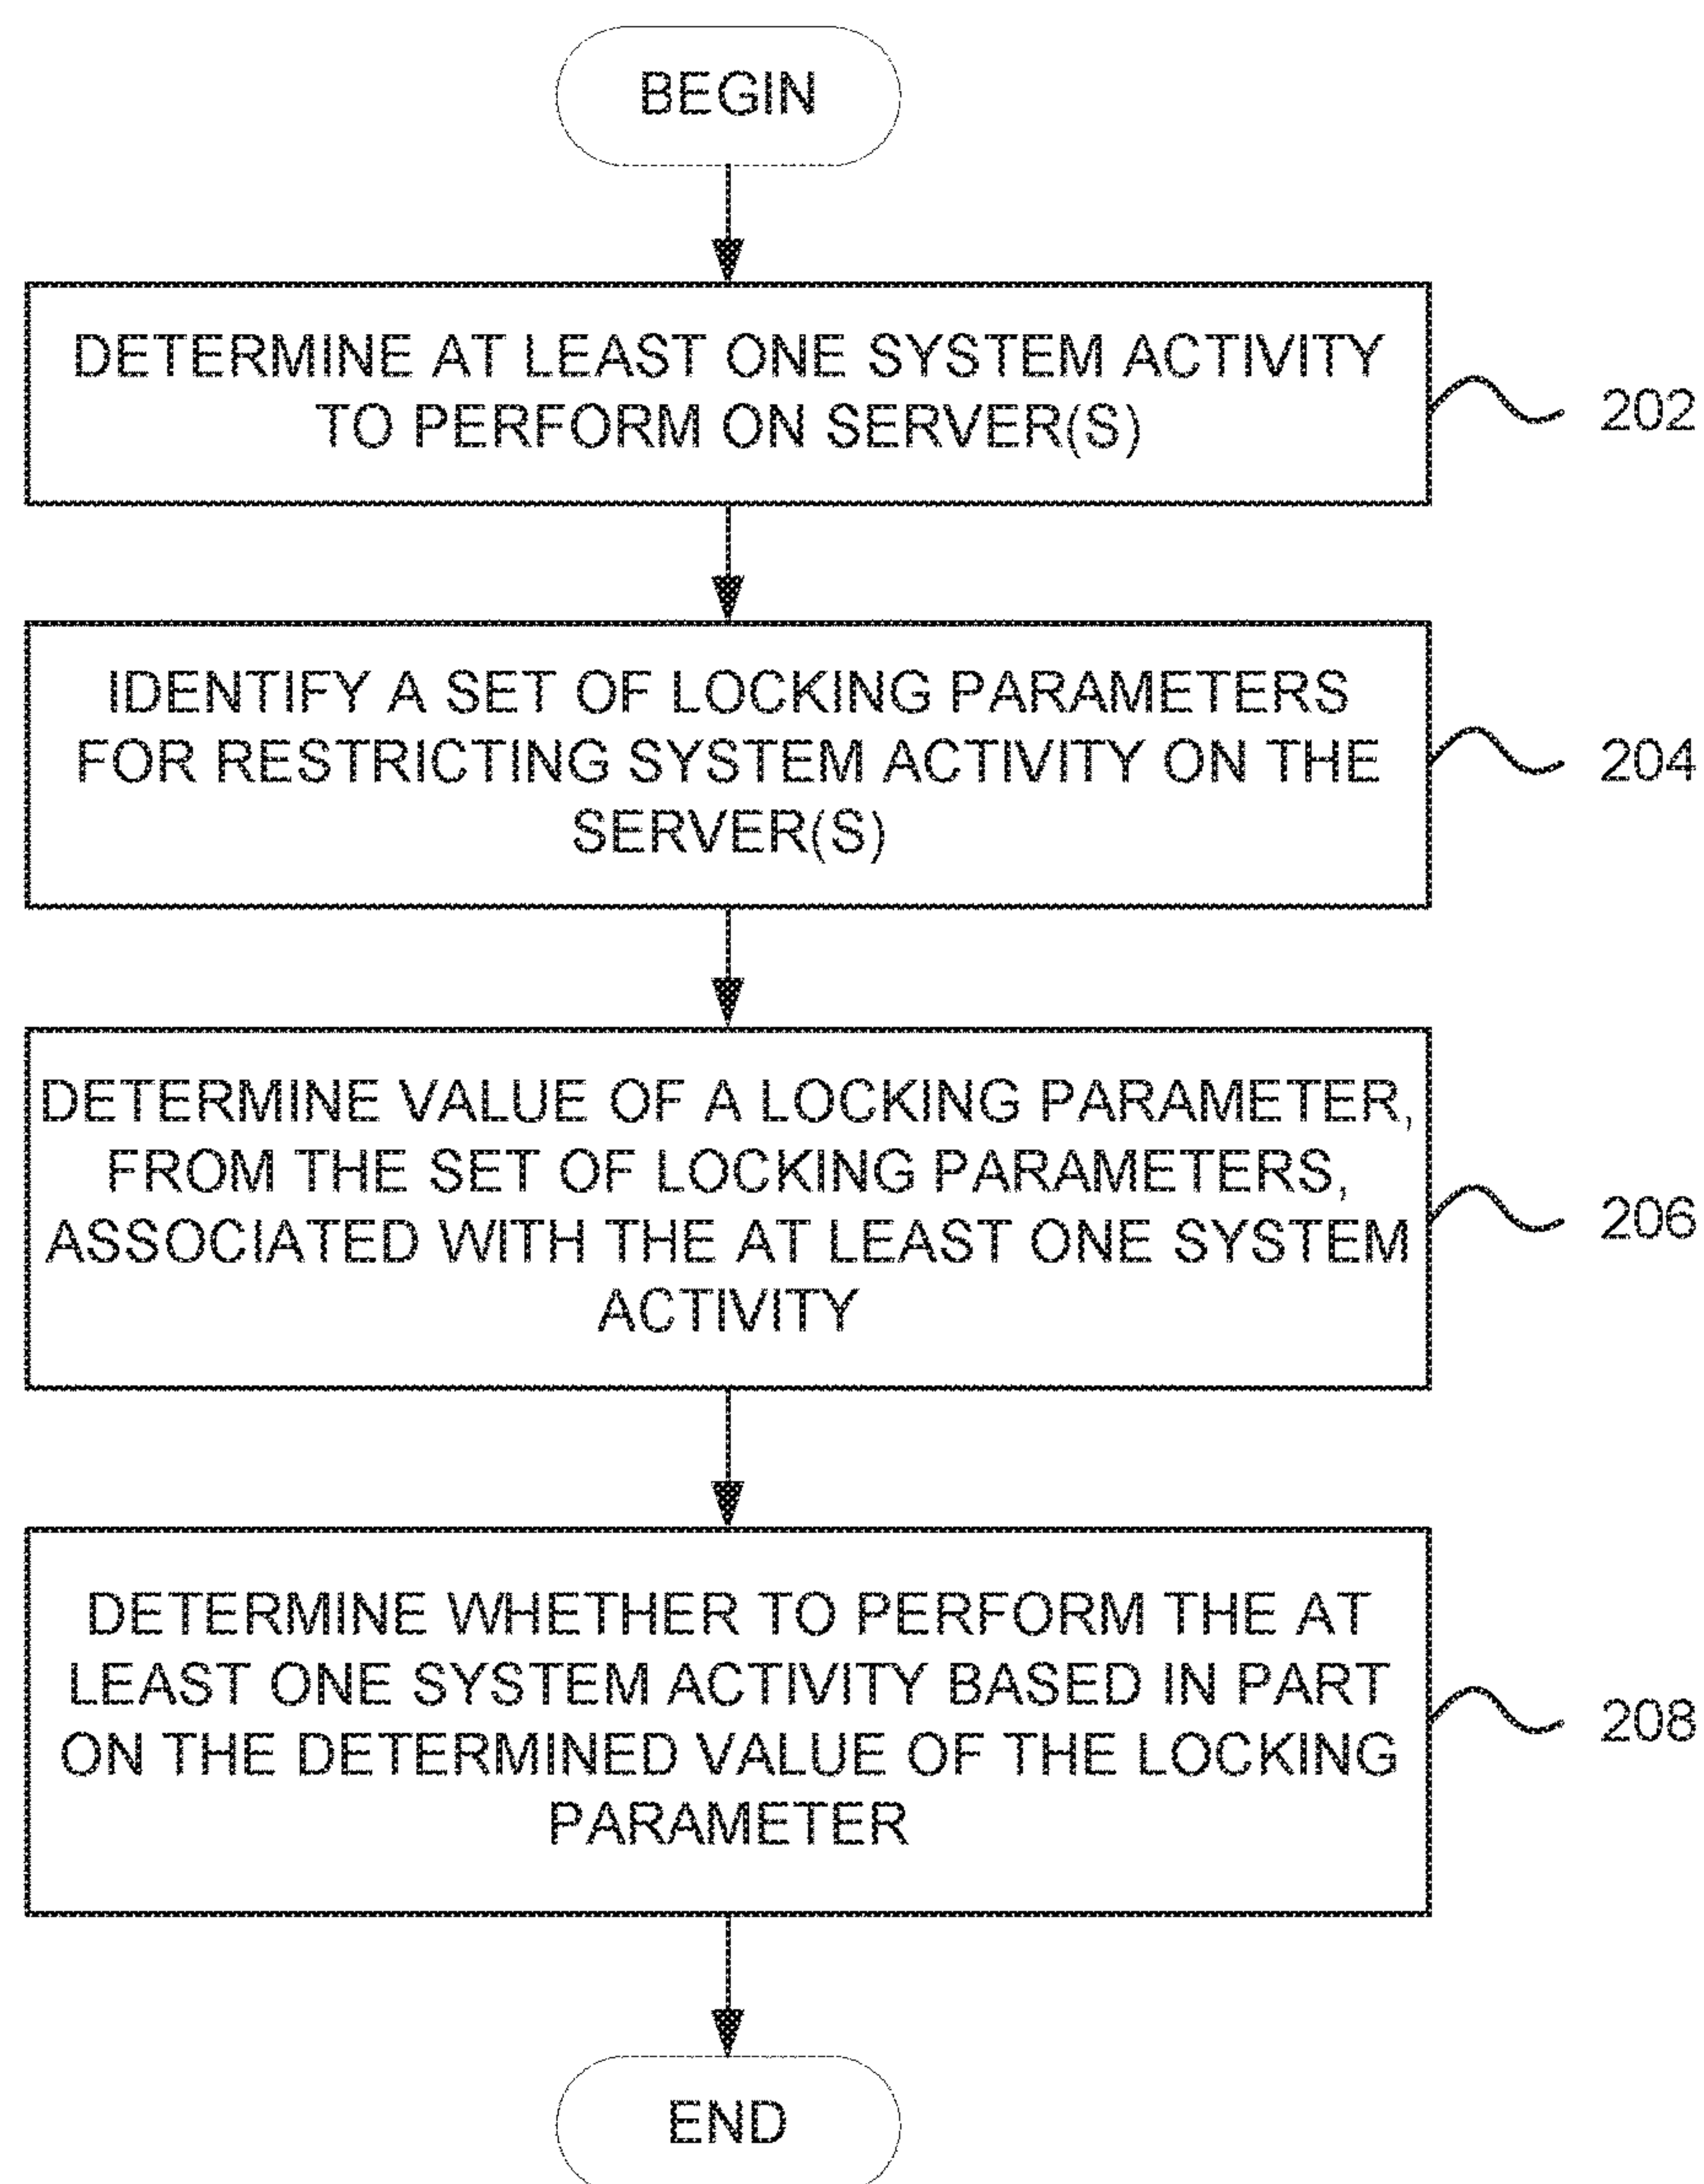 BEGIN
DETERMINE AT LEAST ONE SYSTEM ACTIVITY
TO PERFORM ON SERVER(S)
202
IDENTIFY A SET OF LOCKING PARAMETERS
FOR RESTRICTING SYSTEM ACTIVITY ON THE
SERVER(S)
204
DETERMINE VALUE OF A LOCKING PARAMETER,
FROM THE SET OF LOCKING PARAMETERS,
ASSOCIATED WITH THE AT LEAST ONE SYSTEM
ACTIVITY
206
DETERMINE WHETHER TO PERFORM THE AT
LEAST ONE SYSTEM ACTIVITY BASED IN PART
ON THE DETERMINED VALUE OF THE LOCKING
PARAMETER
208
END